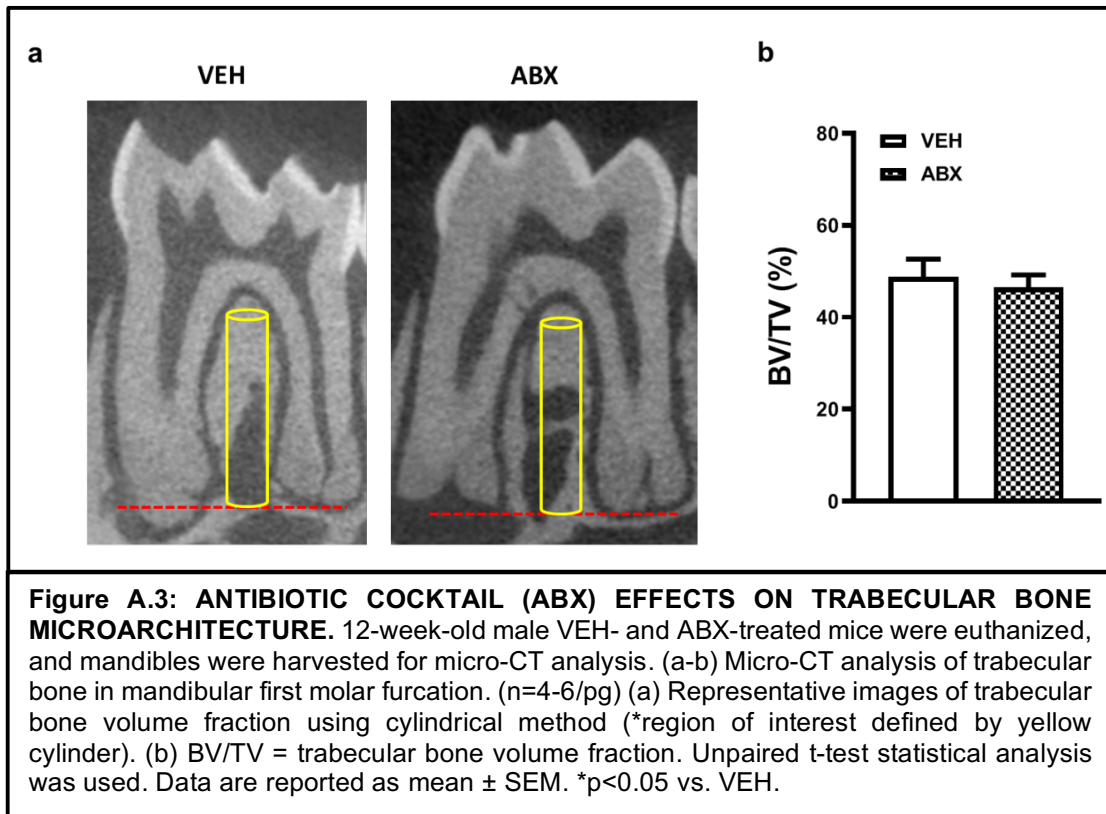 a
VEH
ABX
b
80
60
40
20
0
BV/TV (%)
VEH
ABX
Figure A.3: ANTIBIOTIC COCKTAIL (ABX) EFFECTS ON TRABECULAR BONE
MICROARCHITECTURE. 12-week-old male VEH- and ABX-treated mice were euthanized,
and mandibles were harvested for micro-CT analysis. (a-b) Micro-CT analysis of trabecular
bone in mandibular first molar furcation. (n=4-6/pg) (a) Representative images of trabecular
bone volume fraction using cylindrical method (*region of interest defined by yellow
cylinder). (b) BV/TV = trabecular bone volume fraction. Unpaired t-test statistical analysis
was used. Data are reported as mean ± SEM. *p<0.05 vs. VEH.